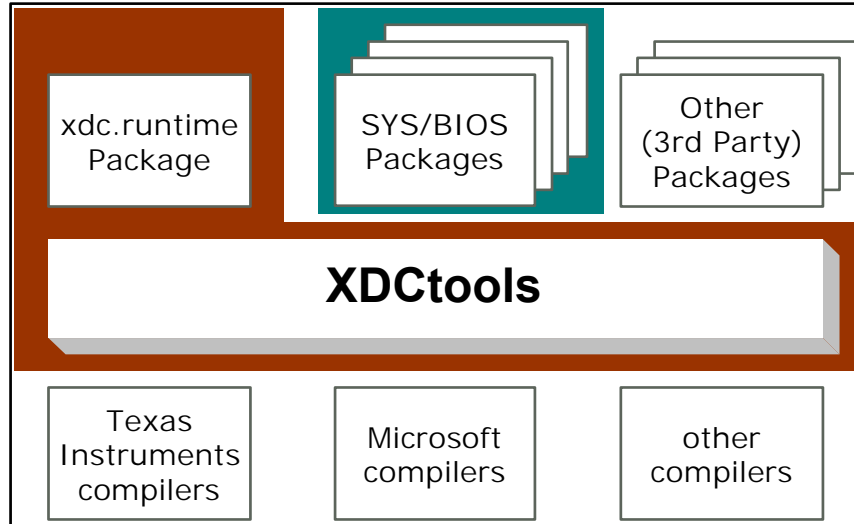 xdc.runtime
Package
SYS/BIOS
Packages
Other
(3rd Party)
Packages
XDCtools
Texas
Instruments
compilers
Microsoft
compilers
other
compilers